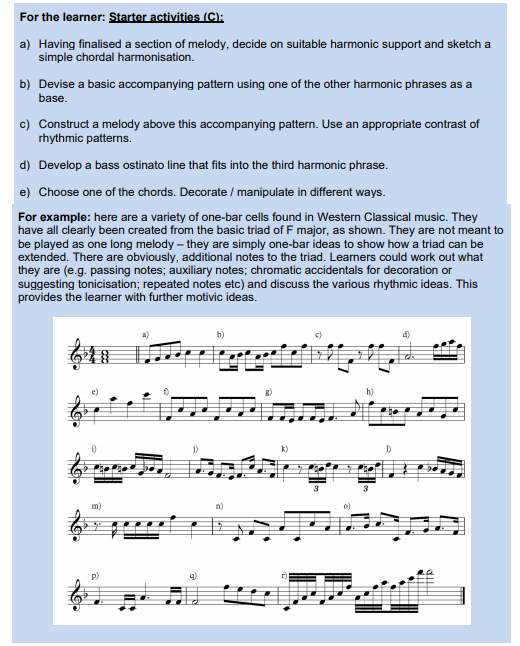 For the learner: Starter activities (C):
a) Having finalised a section of melody, decide on suitable harmonic support and sketch a
simple chordal harmonisation.
b) Devise a basic accompanying pattern using one of the other harmonic phrases as a
base.
c) Construct a melody above this accompanying pattern. Use an appropriate contrast of
rhythmic patterns.
d) Develop a bass ostinato line that fits into the third harmonic phrase.
e) Choose one of the chords. Decorate / manipulate in different ways.
For example: here are a variety of one-bar cells found in Western Classical music. They
have all clearly been created from the basic triad of F major, as shown. They are not meant to
be played as one long melody – they are simply one-bar ideas to show how a triad can be
extended. There are obviously, additional notes to the triad. Learners could work out what
they are (e.g. passing notes; auxiliary notes; chromatic accidentals for decoration or
suggesting tonicisation; repeated notes etc) and discuss the various rhythmic ideas. This
provides the learner with further motivic ideas.
a) b) c) d)
e) f) g) h)
i) j) k) l)
3 3
m) n) o)
p) q) r)